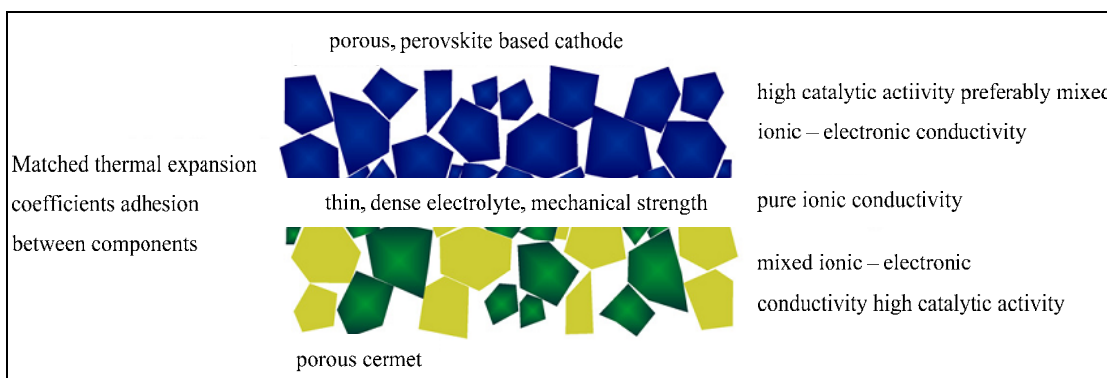 porous, perovskite based cathode
high catalytic actiivity preferably mixed
ionic – electronic conductivity
Matched thermal expansion
coefficients adhesion
between components
thin, dense electrolyte, mechanical strength
pure ionic conductivity
mixed ionic – electronic
conductivity high catalytic activity
porous cermet